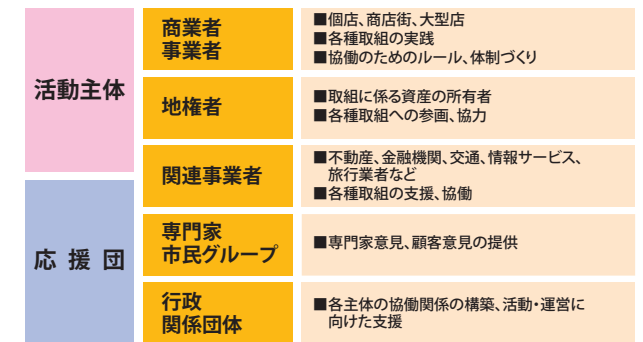 活動主体
商業者
事業者
■個店、商店街、大型店
■各種取組の実践
■協働のためのルール、体制づくり
地権者
■取組に係る資産の所有者
■各種取組への参画、協力
関連事業者
■不動産、金融機関、交通、情報サービス、
旅行業者など
■各種取組の支援、協働
応援団
専門家
市民グループ
■専門家意見、顧客意見の提供
行政
関係団体
■各主体の協働関係の構築、活動・運営に
向けた支援